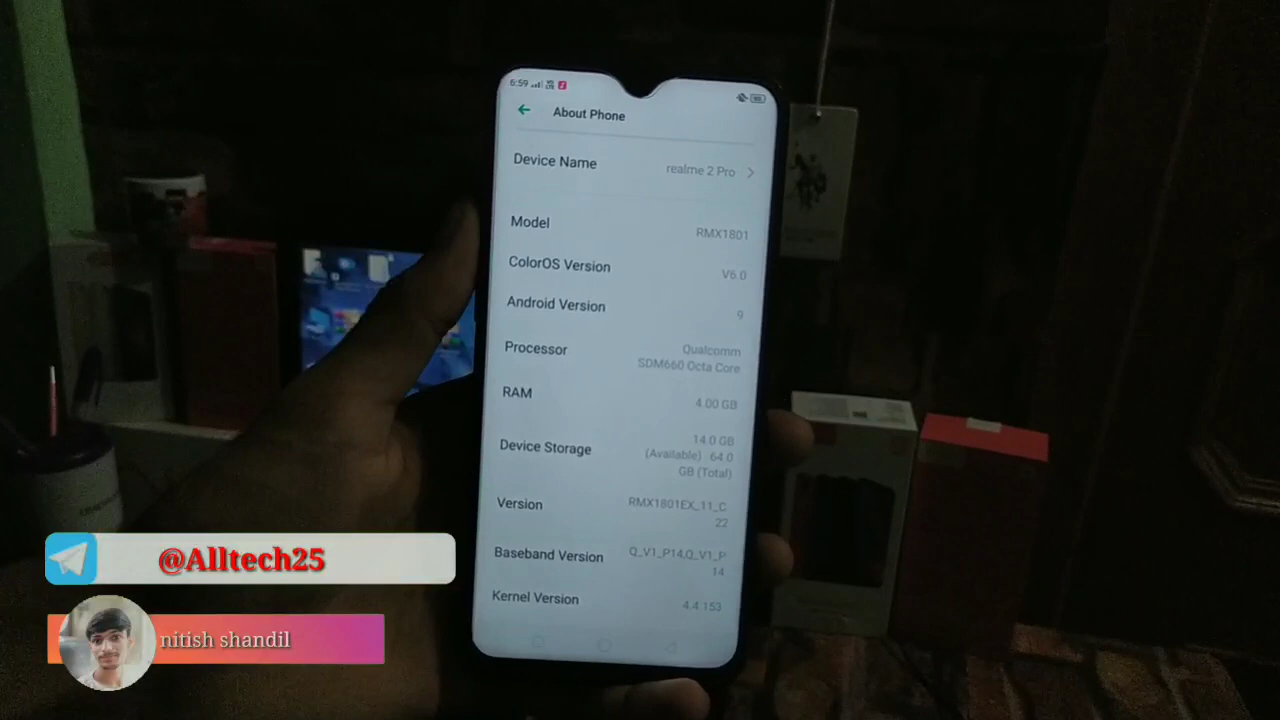 6:59
About Phone
Device Name
realme 2 Pro
Model
RMX1801
ColorOS Version
V6.0
Android Version
9
Processor
Qualcomm
SDM660 Octa Core
RAM
4.00 GB
Device Storage
14.0 GB
(Available) 64.0
GB (Total)
Version
RMX1801EX_11_C
22
Baseband Version
Q_V1_P14,Q_V1_P
14
Kernel Version
4.4.153
@Alltech25
nitish shandil